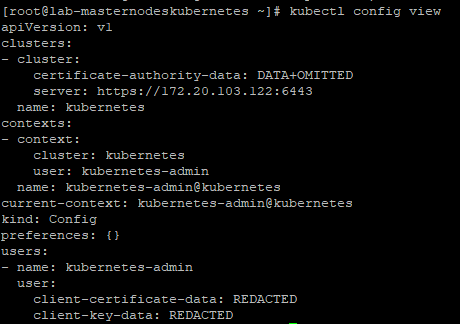 [root@lab-masternodeskubernetes ~]# kubectl config view
apiVersion: v1
clusters:
- cluster:
    certificate-authority-data: DATA+OMITTED
    server: https://172.20.103.122:6443
  name: kubernetes
contexts:
- context:
    cluster: kubernetes
    user: kubernetes-admin
  name: kubernetes-admin@kubernetes
current-context: kubernetes-admin@kubernetes
kind: Config
preferences: {}
users:
- name: kubernetes-admin
  user:
    client-certificate-data: REDACTED
    client-key-data: REDACTED